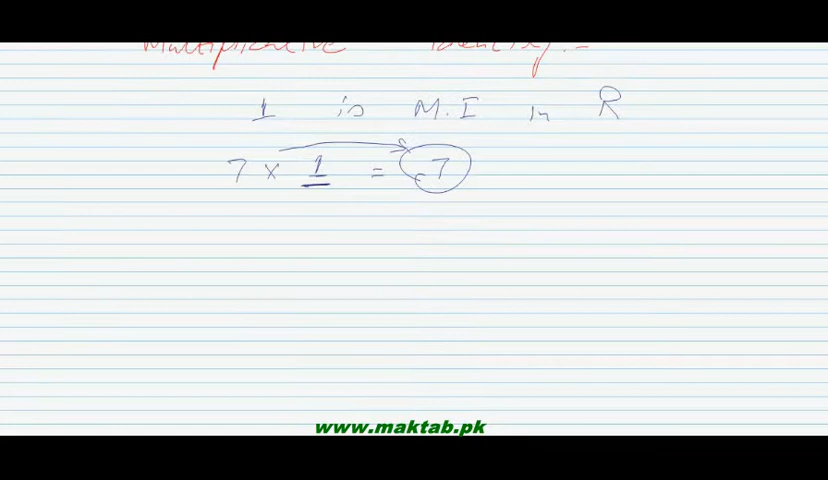 Multiplicative Identity :-
1 is M.I in R
7 x 1 = 7
www.maktab.pk